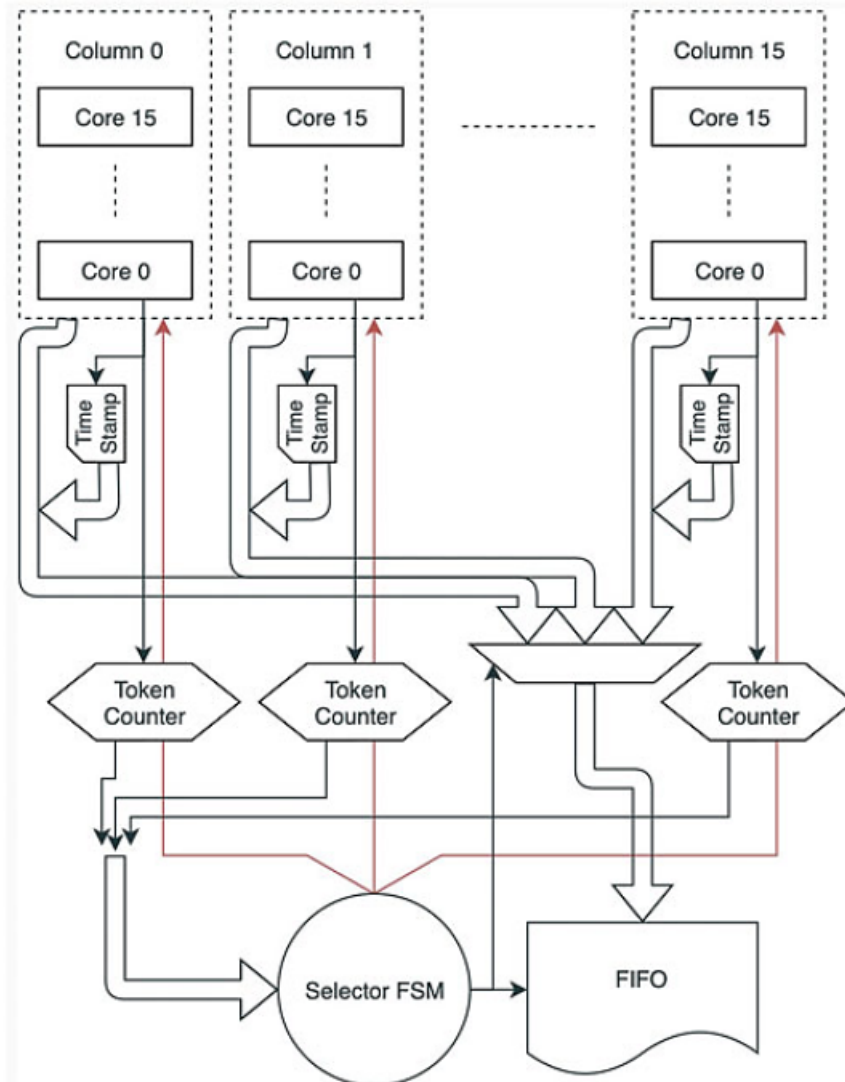 Column 0
Column 1
Column 15
Core 15
Core 15
Core 15
Core 0
Core 0
Core 0
Time
Stamp
Time
Stamp
Time
Stamp
Token
Counter
Token
Counter
Token
Counter
Selector FSM
FIFO